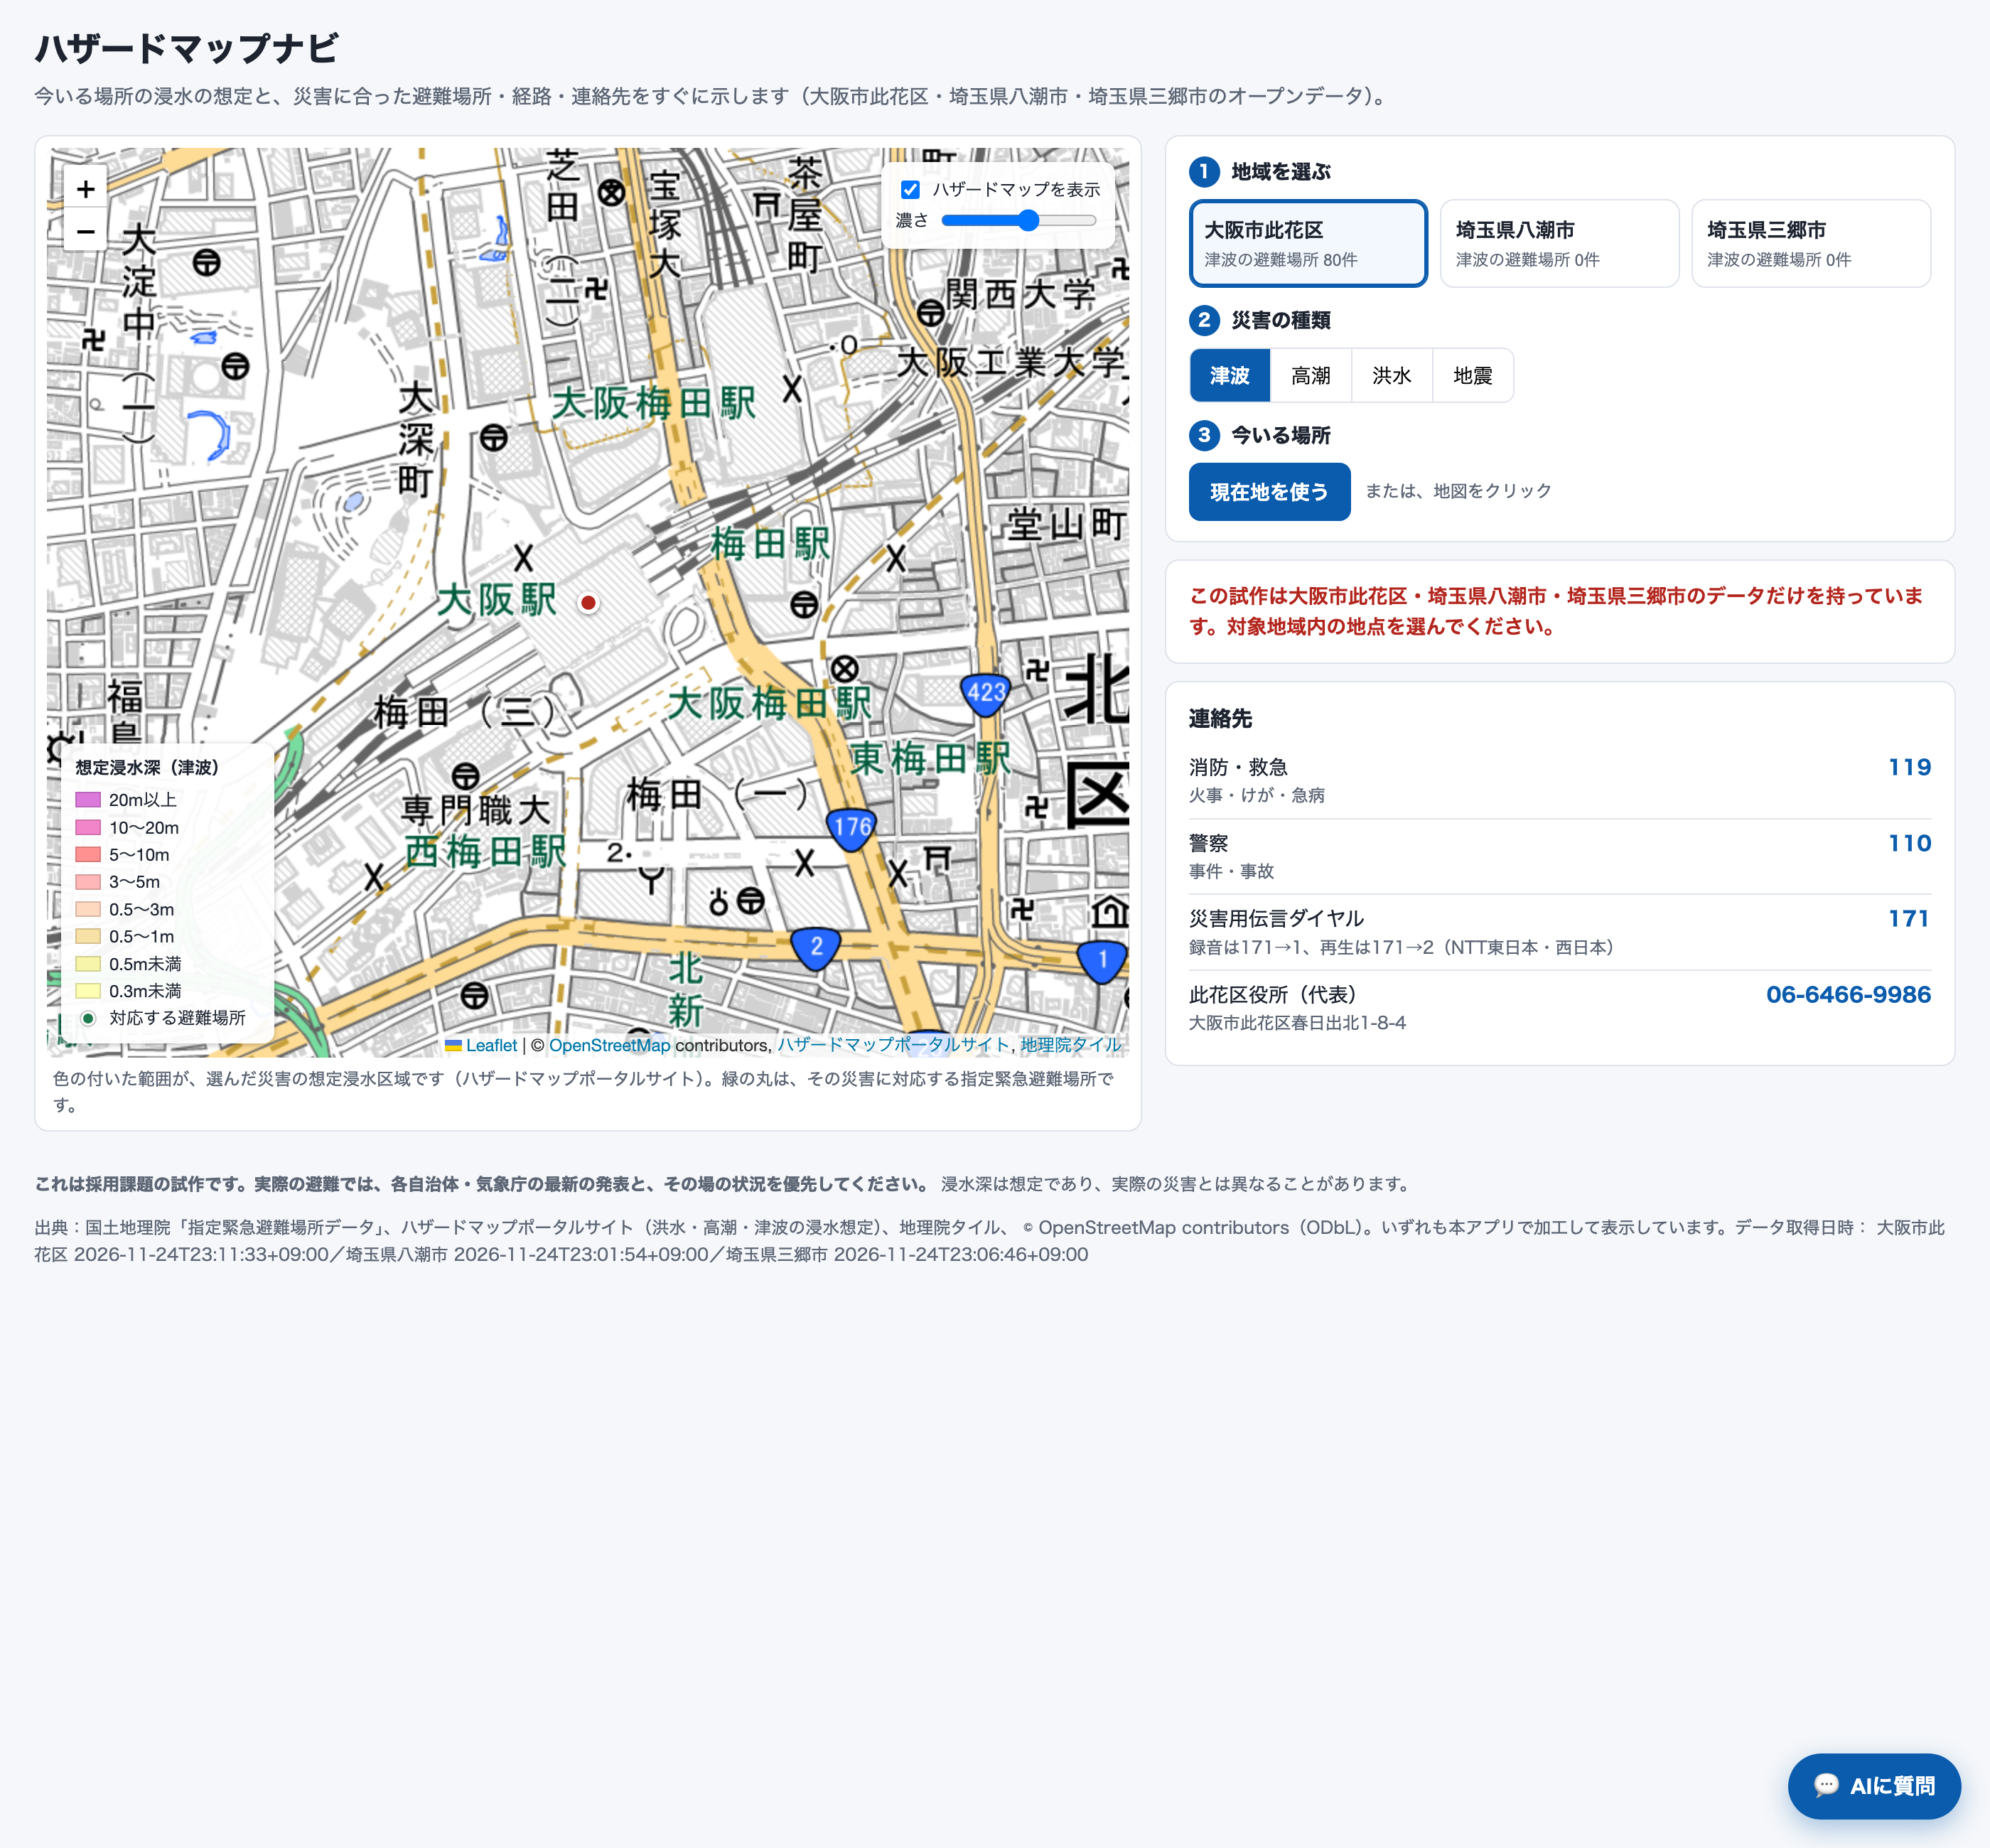 ハザードマップナビ
今いる場所の浸水の想定と、災害に合った避難場所・経路・連絡先をすぐに示します（大阪市此花区・埼玉県八潮市・埼玉県三郷市のオープンデータ）。
+
−
ハザードマップを表示
濃さ
芝田（二）
宝塚大
茶屋町
町
大淀中（一）
関西大学
大阪工業大学
大深町
大阪梅田駅
梅田駅
堂山町
大阪駅
福島
梅田（三）
大阪梅田駅
423
北
区
東梅田駅
専門職大
西梅田駅
梅田（一）
176
2
1
北新
想定浸水深（津波）
20m以上
10〜20m
5〜10m
3〜5m
0.5〜3m
0.5〜1m
0.5m未満
0.3m未満
対応する避難場所
Leaflet | © OpenStreetMap contributors, ハザードマップポータルサイト, 地理院タイル
色の付いた範囲が、選んだ災害の想定浸水区域です（ハザードマップポータルサイト）。緑の丸は、その災害に対応する指定緊急避難場所で
す。
1 地域を選ぶ
大阪市此花区
津波の避難場所 80件
埼玉県八潮市
津波の避難場所 0件
埼玉県三郷市
津波の避難場所 0件
2 災害の種類
津波 高潮 洪水 地震
3 今いる場所
現在地を使う または、地図をクリック
この試作は大阪市此花区・埼玉県八潮市・埼玉県三郷市のデータだけを持っていま
す。対象地域内の地点を選んでください。
連絡先
消防・救急 119
火事・けが・急病
警察 110
事件・事故
災害用伝言ダイヤル 171
録音は171→1、再生は171→2（NTT東日本・西日本）
此花区役所（代表） 06-6466-9986
大阪市此花区春日出北1-8-4
これは採用課題の試作です。実際の避難では、各自治体・気象庁の最新の発表と、その場の状況を優先してください。 浸水深は想定であり、実際の災害とは異なることがあります。
出典：国土地理院「指定緊急避難場所データ」、ハザードマップポータルサイト（洪水・高潮・津波の浸水想定）、地理院タイル、 © OpenStreetMap contributors（ODbL）。いずれも本アプリで加工して表示しています。データ取得日時： 大阪市此
花区 2026-11-24T23:11:33+09:00／埼玉県八潮市 2026-11-24T23:01:54+09:00／埼玉県三郷市 2026-11-24T23:06:46+09:00
AIに質問